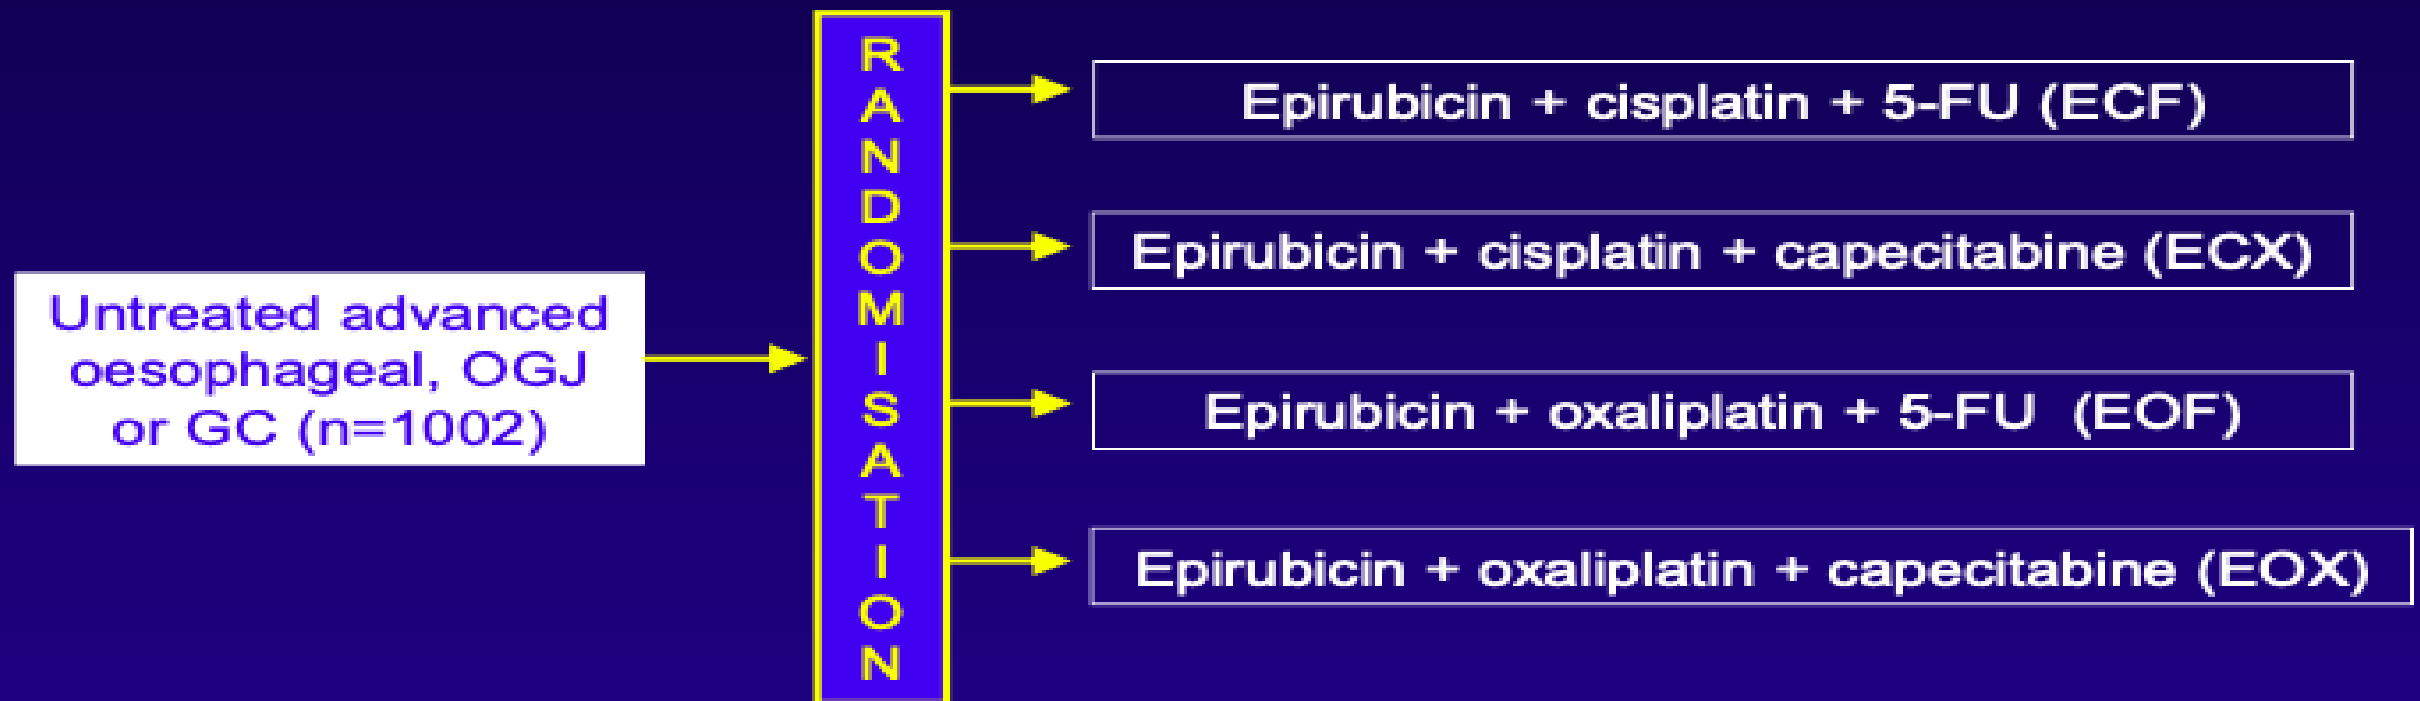 Untreated advanced
oesophageal, OGJ
or GC (n=1002)
RANDOMISATION
Epirubicin + cisplatin + 5-FU (ECF)
Epirubicin + cisplatin + capecitabine (ECX)
Epirubicin + oxaliplatin + 5-FU (EOF)
Epirubicin + oxaliplatin + capecitabine (EOX)